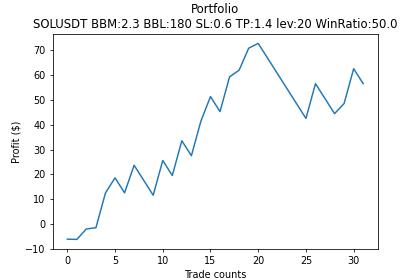 Portfolio
SOLUSDT BBM:2.3 BBL:180 SL:0.6 TP:1.4 lev:20 WinRatio:50.0
70
60
50
40
30
20
10
0
−10
Profit ($)
0 5 10 15 20 25 30
Trade counts